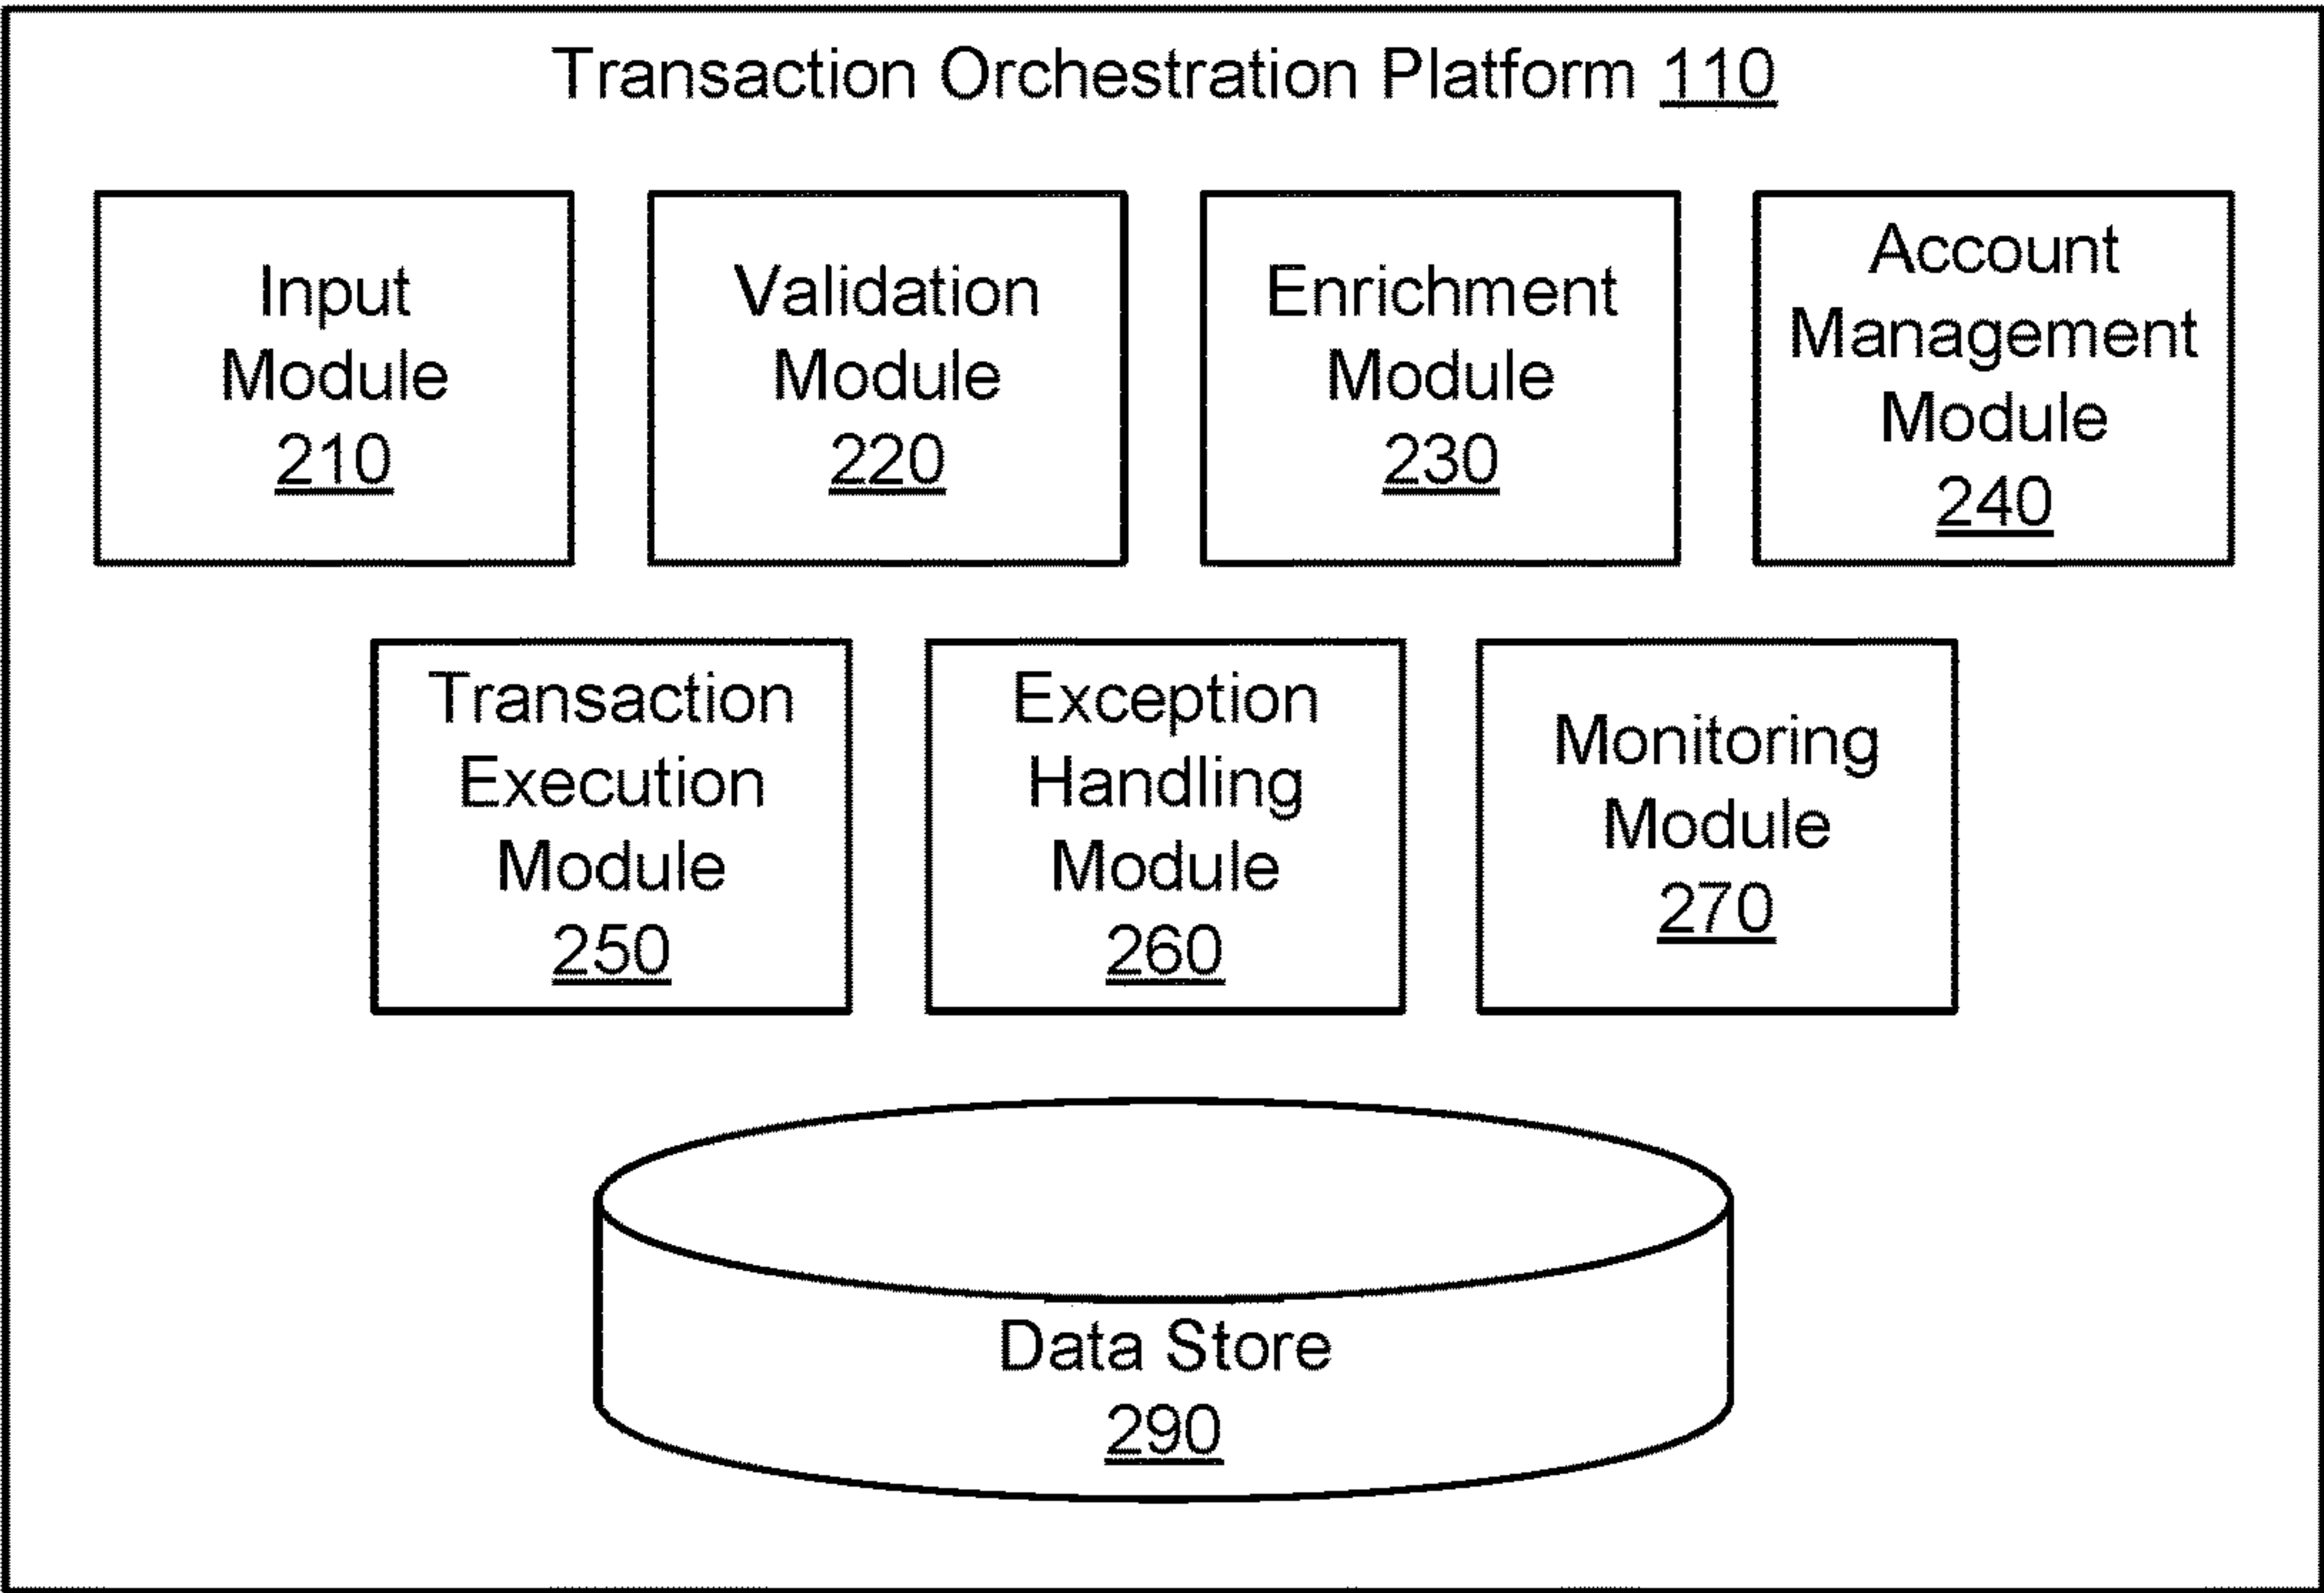 Transaction Orchestration Platform 110
Input
Module
210
Validation
Module
220
Enrichment
Module
230
Account
Management
Module
240
Transaction
Execution
Module
250
Exception
Handling
Module
260
Monitoring
Module
270
Data Store
290